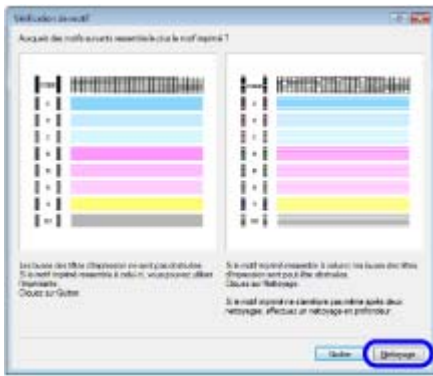 Vérification de motif
Auquel des motifs suivants ressemble le plus le motif imprimé ?
Les buses des têtes d'impression ne sont pas obstruées.
Si le motif imprimé ressemble à celui-ci, vous pouvez utiliser
l'imprimante.
Cliquez sur Quitter.
Si le motif imprimé ressemble à celui-ci, les buses des têtes
d'impression sont peut-être obstruées.
Cliquez sur Nettoyage.
Si le motif imprimé ne s'améliore pas même après deux
nettoyages, effectuez un nettoyage en profondeur.
Quitter
Nettoyage